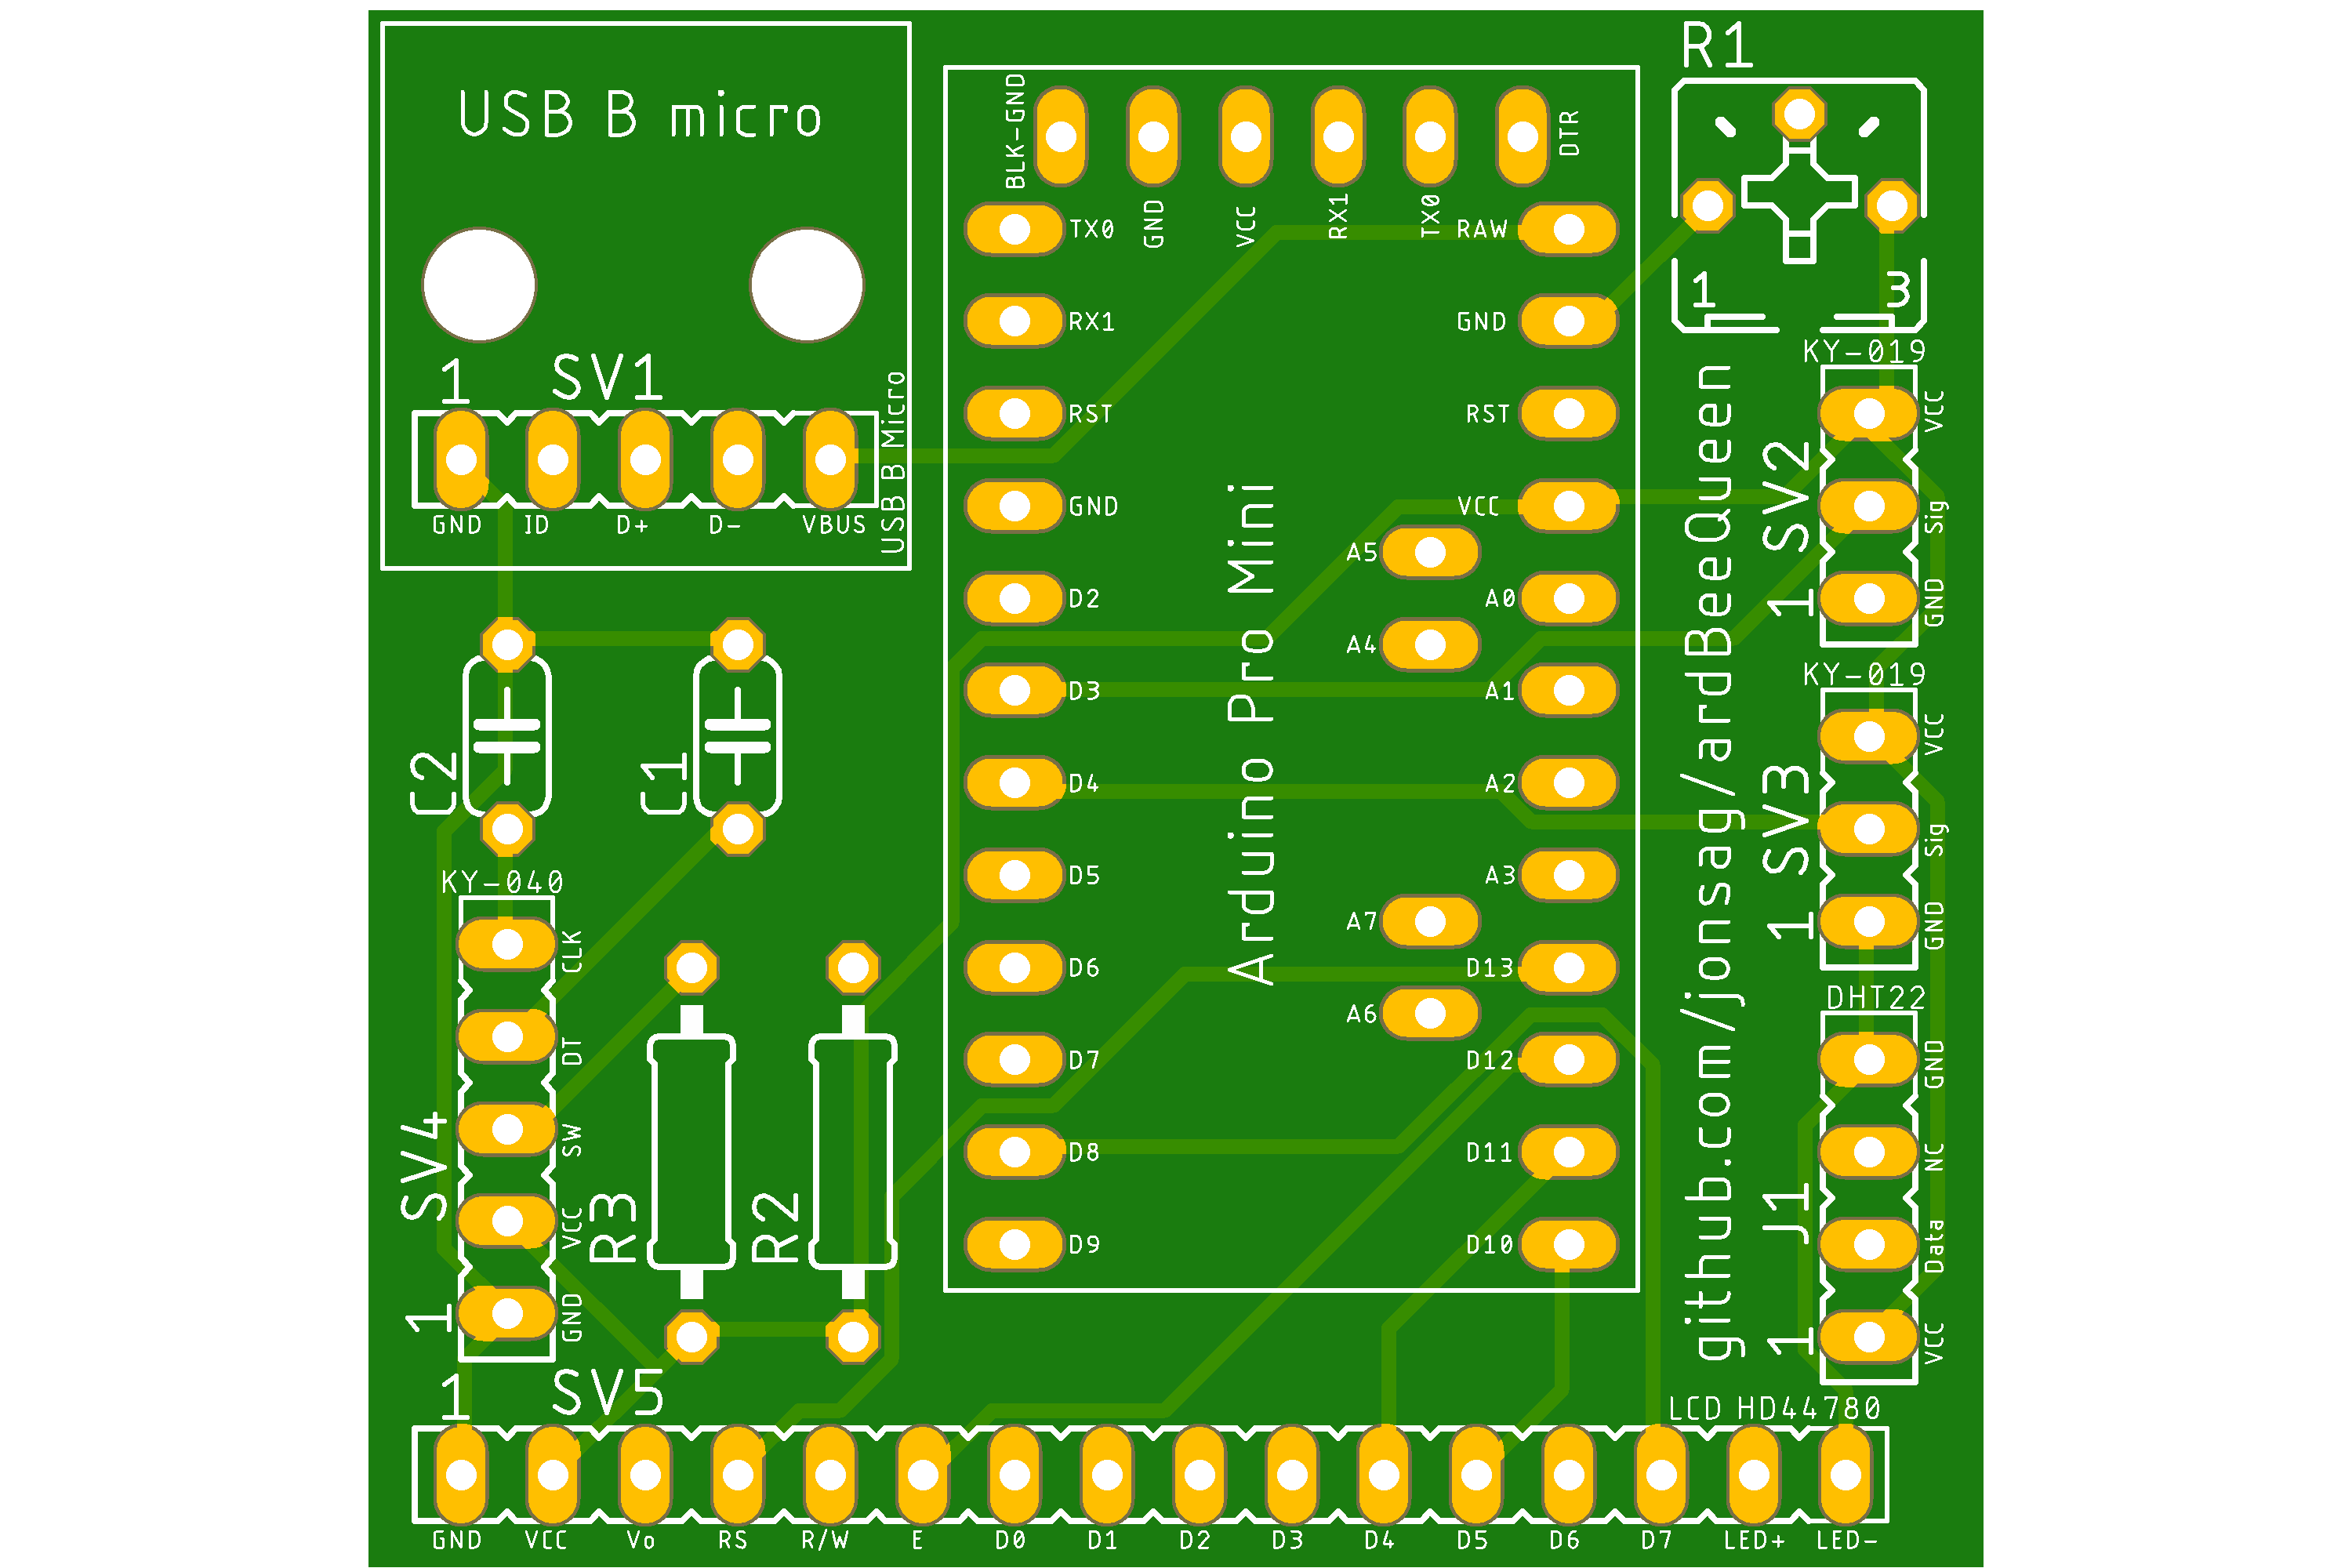 R1
USB B micro
BLK-GND
DTR
GND
VCC
RX1
TX0
TX0
RAW
RX1
GND
1
3
KY-019
1
SV1
RST
RST
VCC
USB B Micro
GND
VCC
SV2
Sig
GND
1
GND
ID
D+
D-
VBUS
A5
D2
A0
A4
D3
A1
Arduino Pro Mini
github.com/jonsag/ardBeeQueen
KY-019
VCC
SV3
Sig
GND
1
C2
C1
D4
A2
D5
A3
A7
D6
D13
A6
D7
D12
D8
D11
D9
D10
KY-040
CLK
DT
SW
VCC
GND
SV4
1
R3
R2
DHT22
GND
NC
Data
VCC
J1
1
1
SV5
LCD HD44780
GND
VCC
Vo
RS
R/W
E
D0
D1
D2
D3
D4
D5
D6
D7
LED+
LED-